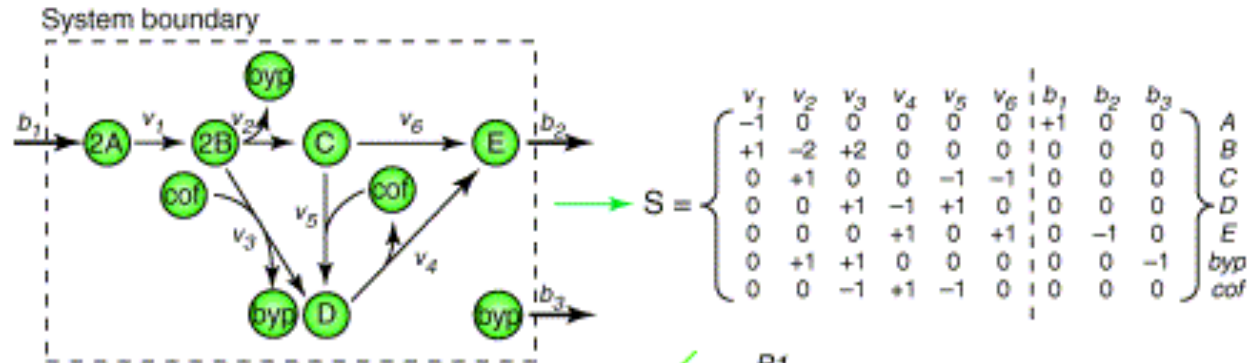 System boundary
byp
b1 v1 v2 v6 b2
2A 2B C E
cof cof
v5
v3 v4
byp D byp b3
v1 v2 v3 v4 v5 v6 b1 b2 b3
S =
-1 0 0 0 0 0 +1 0 0 A
+1 -2 +2 0 0 0 0 0 0 B
0 +1 0 0 -1 -1 0 0 0 C
0 0 +1 -1 +1 0 0 0 0 D
0 0 0 +1 0 +1 0 -1 0 E
0 +1 +1 0 0 0 0 0 -1 byp
0 0 -1 +1 -1 0 0 0 0 cof
P1